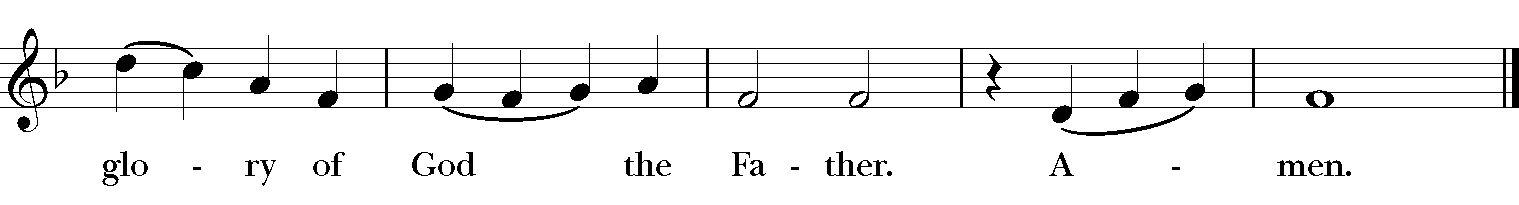 glo - ry of God the Fa - ther. A - men.